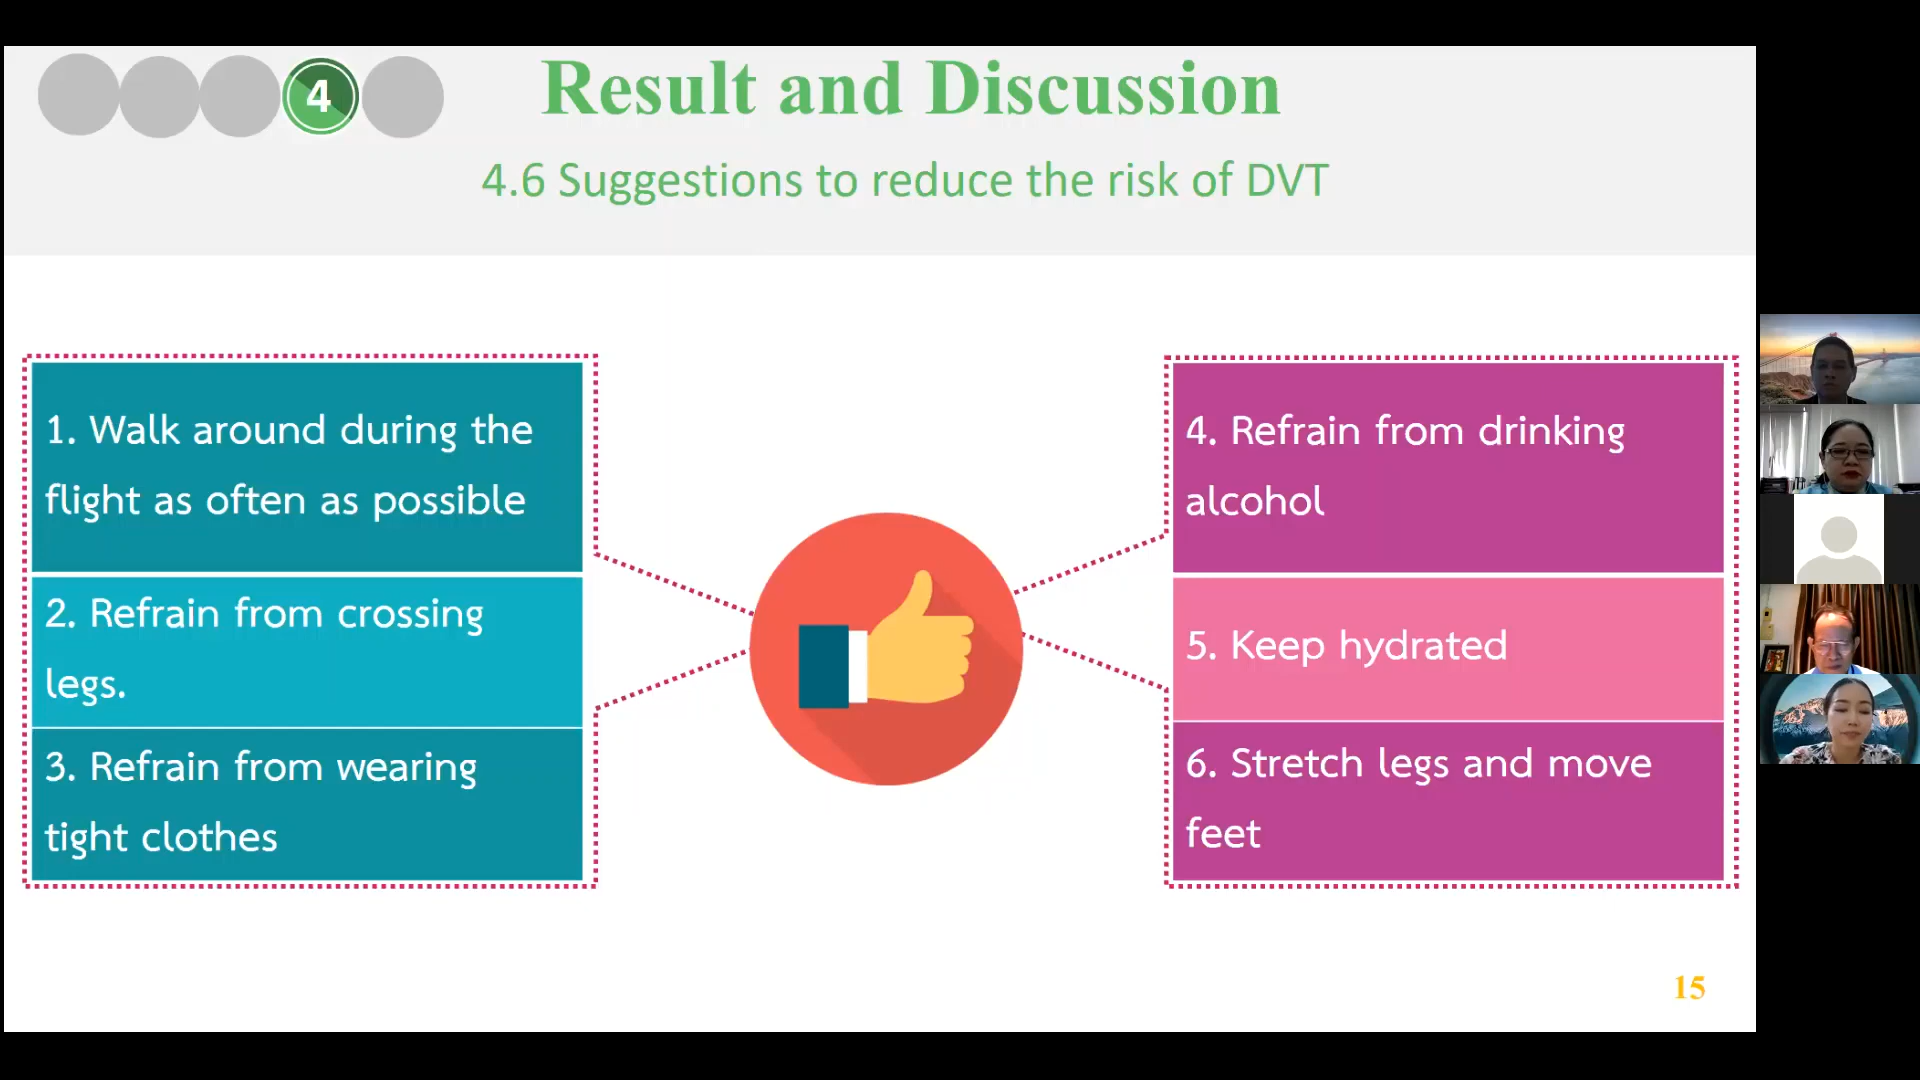 4
Result and Discussion
4.6 Suggestions to reduce the risk of DVT
1. Walk around during the
flight as often as possible
2. Refrain from crossing
legs.
3. Refrain from wearing
tight clothes
4. Refrain from drinking
alcohol
5. Keep hydrated
6. Stretch legs and move
feet
15